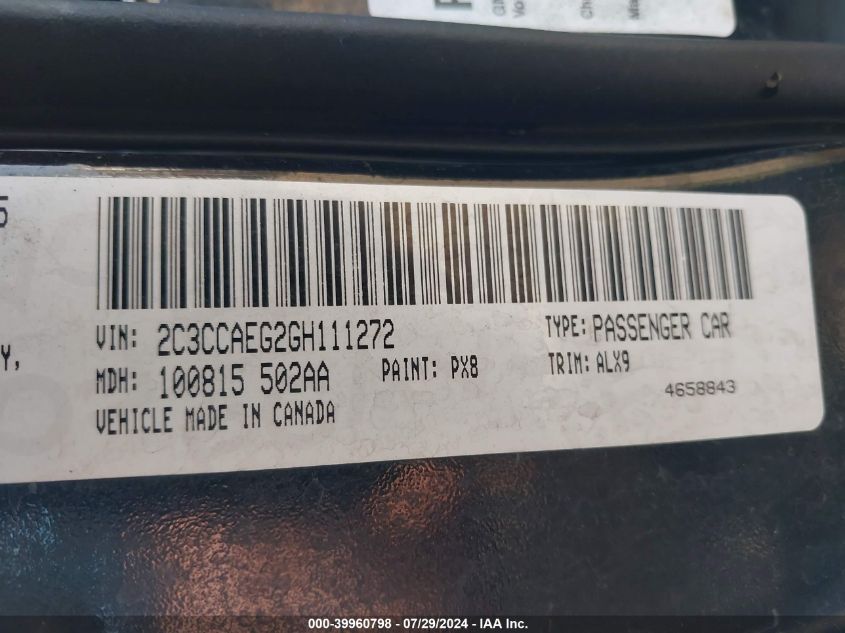 VIN: 2C3CCAEG2GH111272
TYPE: PASSENGER CAR
MDH: 100815 502AA
PAINT: PX8
TRIM: ALX9
VEHICLE MADE IN CANADA
4658843
Y,
000-39960798 - 07/29/2024 - IAA Inc.